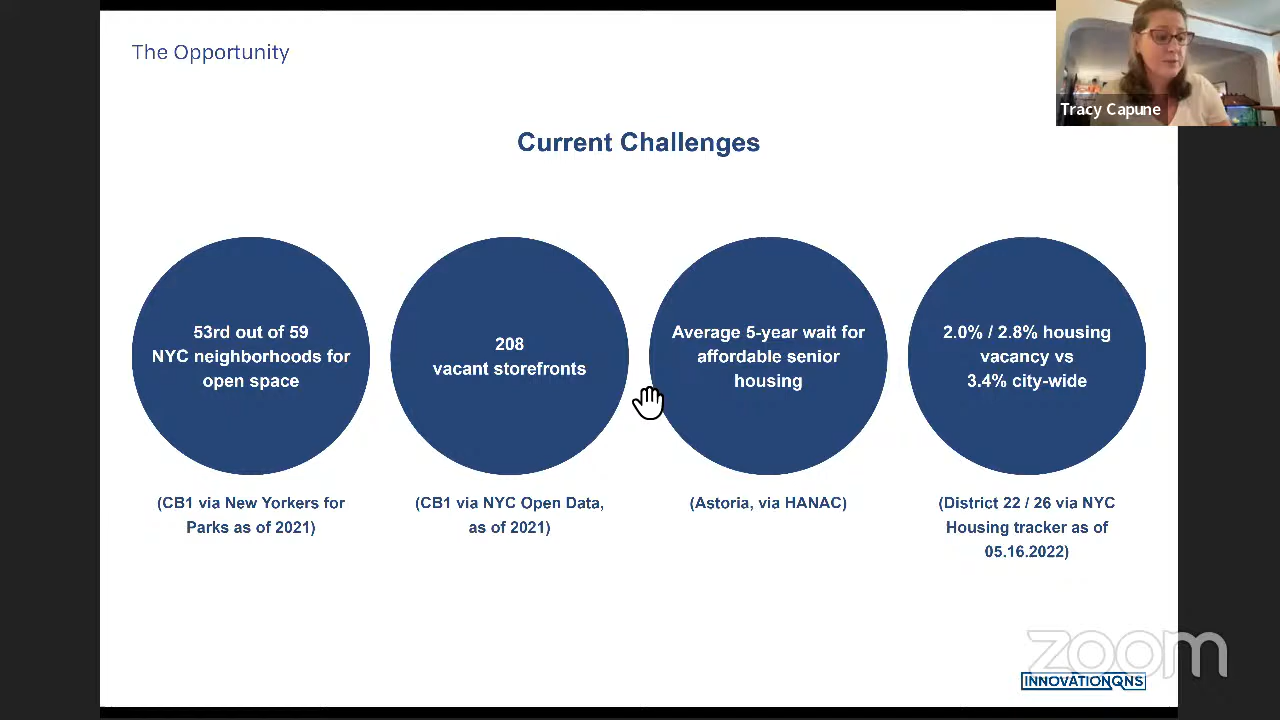 The Opportunity
Tracy Capune
Current Challenges
53rd out of 59
NYC neighborhoods for
open space
208
vacant storefronts
Average 5-year wait for
affordable senior
housing
2.0% / 2.8% housing
vacancy vs
3.4% city-wide
(CB1 via New Yorkers for
Parks as of 2021)
(CB1 via NYC Open Data,
as of 2021)
(Astoria, via HANAC)
(District 22 / 26 via NYC
Housing tracker as of
05.16.2022)
zoom
INNOVATIONQNS